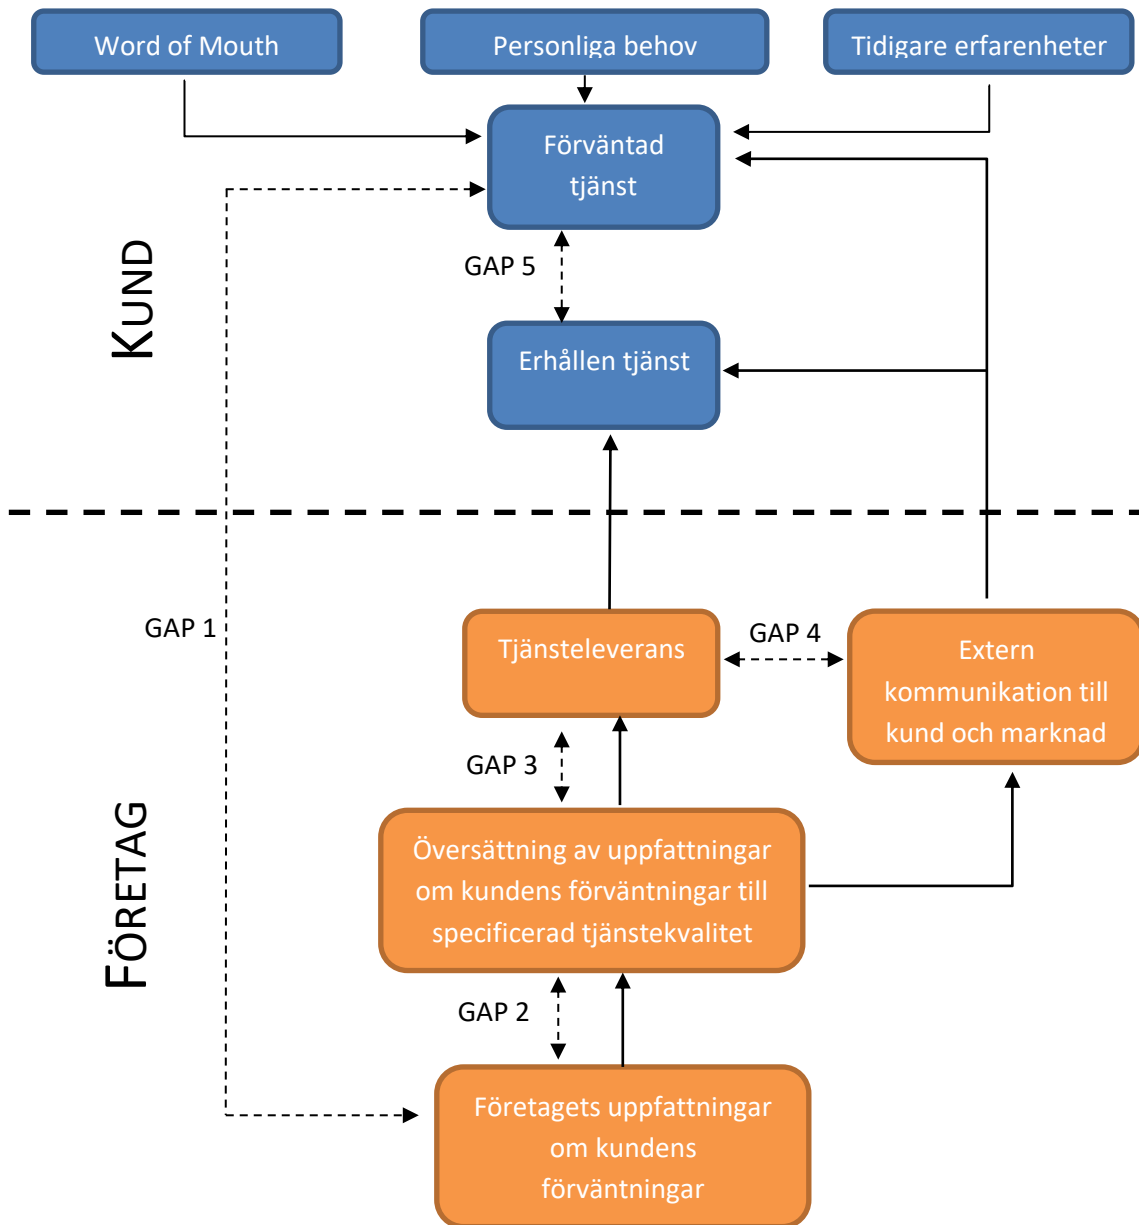 Word of Mouth
Personliga behov
Tidigare erfarenheter
Förväntad
tjänst
GAP 5
KUND
Erhållen tjänst
GAP 1
Tjänsteleverans
GAP 4
Extern
kommunikation till
kund och marknad
GAP 3
FÖRETAG
Översättning av uppfattningar
om kundens förväntningar till
specificerad tjänstekvalitet
GAP 2
Företagets uppfattningar
om kundens
förväntningar